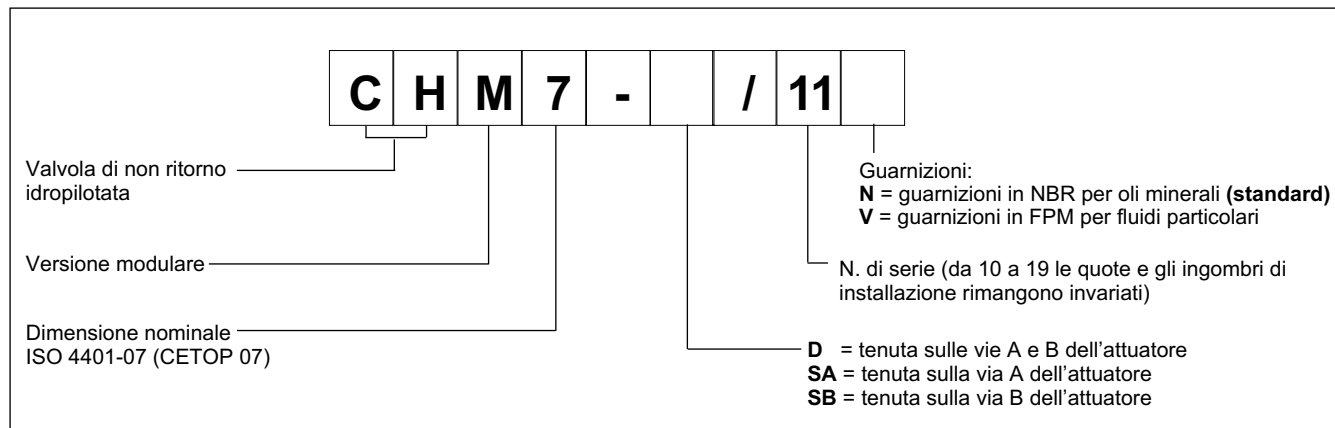 C H M 7 - / 11
Valvola di non ritorno
idropilotata
Versione modulare
Dimensione nominale
ISO 4401-07 (CETOP 07)
Guarnizioni:
N = guarnizioni in NBR per oli minerali (standard)
V = guarnizioni in FPM per fluidi particolari
N. di serie (da 10 a 19 le quote e gli ingombri di
installazione rimangono invariati)
D = tenuta sulle vie A e B dell'attuatore
SA = tenuta sulla via A dell'attuatore
SB = tenuta sulla via B dell'attuatore